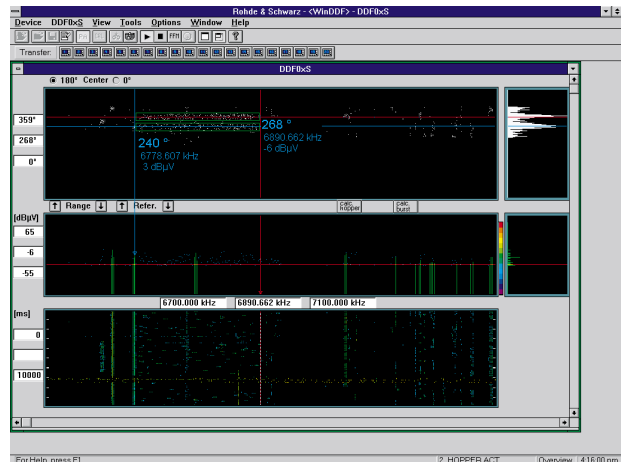 Rohde & Schwarz - <WinDDF> - DDF0xS
Device DDF0xS View Tools Options Window Help
FFM
Transfer:
DDF0xS
180° Center 0°
359°
268°
0°
268 °
6890.662 kHz
-6 dBµV
240 °
6778.607 kHz
3 dBµV
Range Refer.
calc. hopper
calc. burst
[dBµV]
65
-6
-55
6700.000 kHz 6890.662 kHz 7100.000 kHz
[ms]
0
10000
For Help, press F1 2 HOPPER ACT Overview 4:16:00 pm